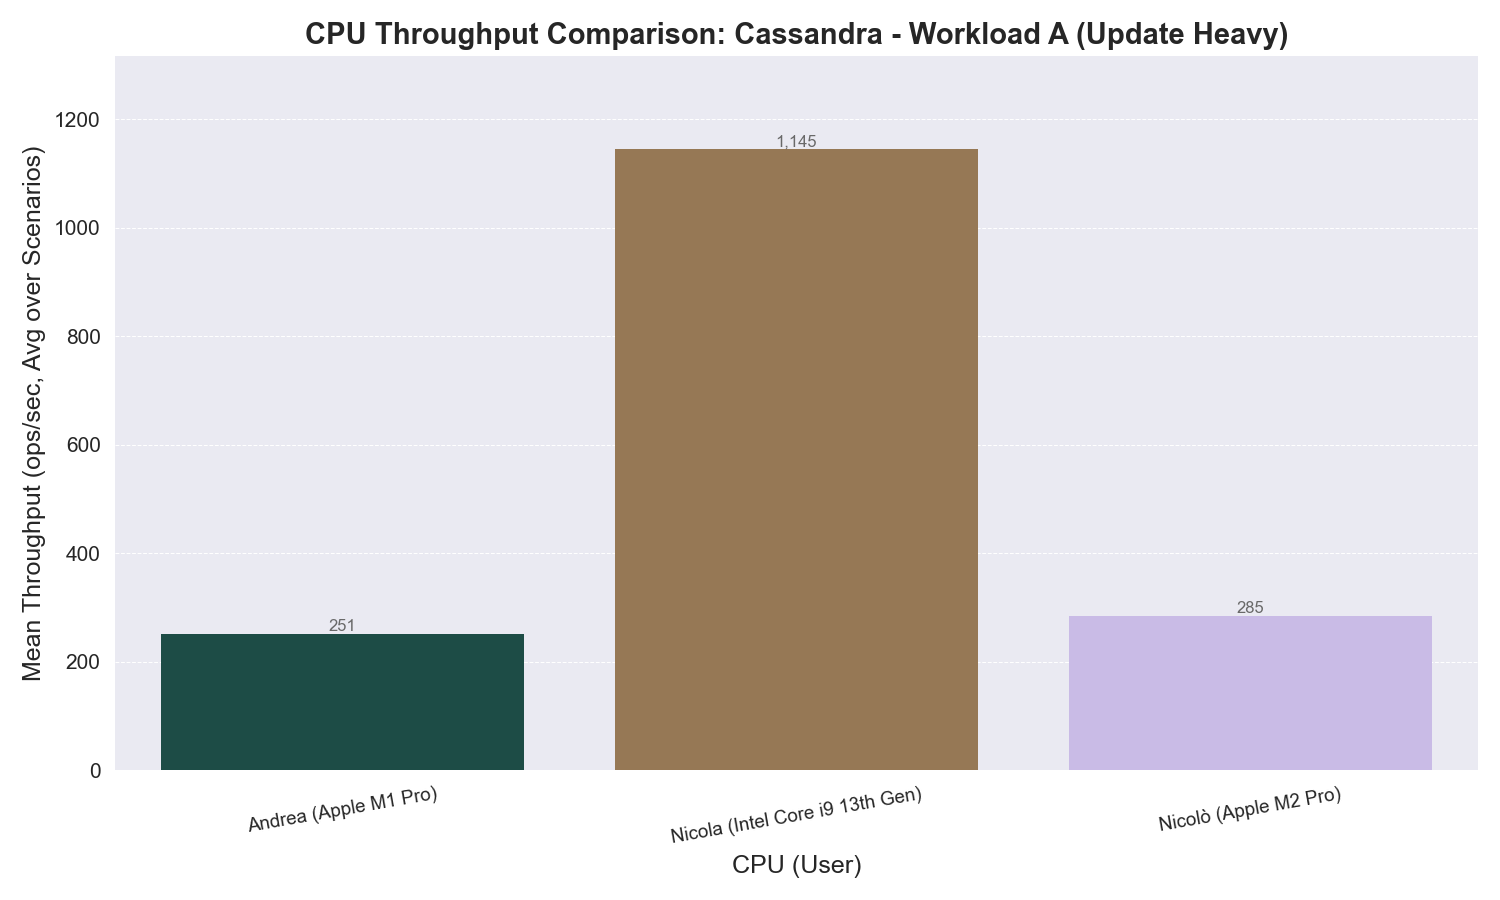 CPU Throughput Comparison: Cassandra - Workload A (Update Heavy)
Mean Throughput (ops/sec, Avg over Scenarios)
1200
1000
800
600
400
200
0
251
1,145
285
Andrea (Apple M1 Pro)
Nicola (Intel Core i9 13th Gen)
Nicolò (Apple M2 Pro)
CPU (User)